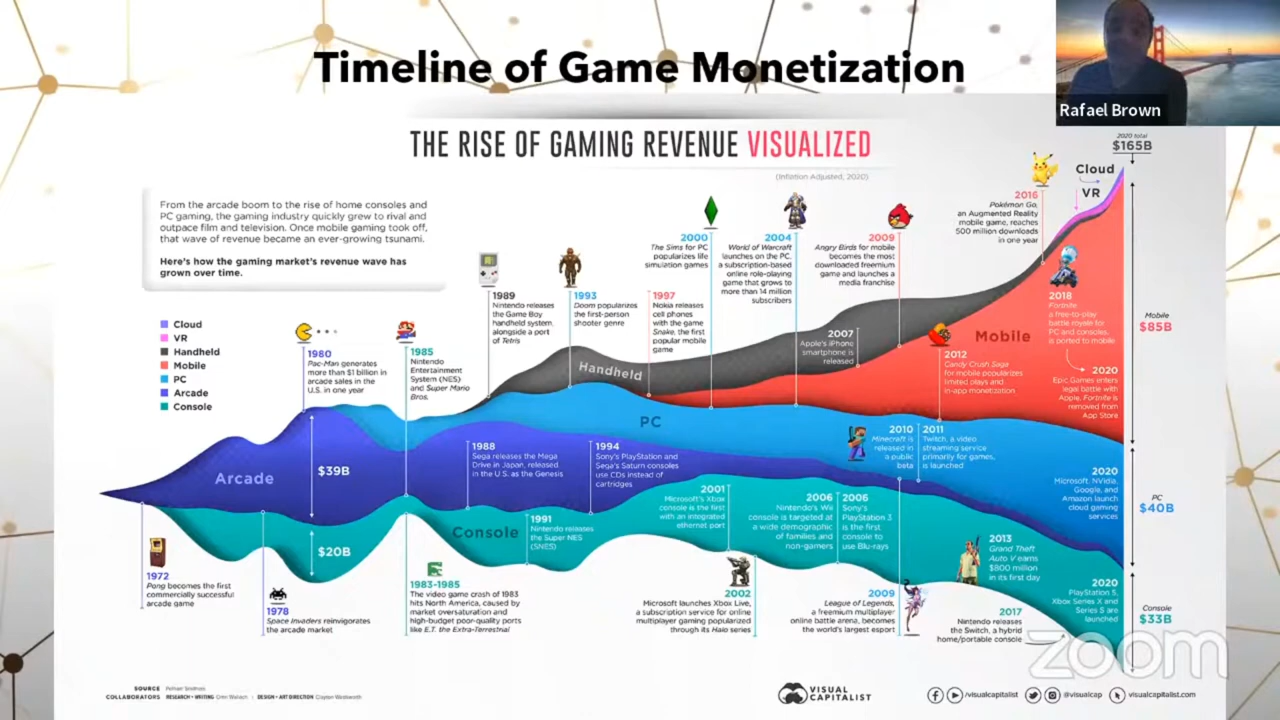 Timeline of Game Monetization
Rafael Brown
THE RISE OF GAMING REVENUE VISUALIZED
(Inflation Adjusted, 2020)
2020 total
$165B
From the arcade boom to the rise of home consoles and
PC gaming, the gaming industry quickly grew to rival and
outpace film and television. Once mobile gaming took off,
that wave of revenue became an ever-growing tsunami.
Here's how the gaming market's revenue wave has
grown over time.
Cloud
VR
Handheld
Mobile
PC
Arcade
Console
1980
Pac-Man generates
more than $1 billion in
arcade sales in the
U.S. in one year
1985
Nintendo
Entertainment
System (NES)
and Super Mario
Bros.
1989
Nintendo releases
the Game Boy
handheld system,
alongside a port
of Tetris
1993
Doom popularizes
the first-person
shooter genre
1997
Nokia releases
cell phones
with the game
Snake, the first
popular mobile
game
2000
The Sims for PC
popularizes life
simulation games
2004
World of Warcraft
launches on the PC,
a subscription-based
online role-playing
game that grows to
more than 14 million
subscribers
2009
Angry Birds for mobile
becomes the most
downloaded freemium
game and launches a
media franchise
2016
Pokémon Go,
an Augmented Reality
mobile game, reaches
500 million downloads
in one year
Cloud
VR
2007
Apple's iPhone
smartphone is
released
2012
Candy Crush Saga
for mobile popularizes
limited plays and
in-app monetization
Mobile
2018
Fortnite,
a free-to-play
battle royale for
PC and consoles,
is ported to mobile
2020
Epic Games enters
legal battle with
Apple, Fortnite is
removed from
App Store
Mobile
$85B
Handheld
PC
Arcade
$39B
1988
Sega releases the Mega
Drive in Japan, released
in the U.S. as the Genesis
1994
Sony's PlayStation and
Sega's Saturn consoles
use CDs instead of
cartridges
2010
Minecraft is
released in
a public
beta
2011
Twitch, a video
streaming service
primarily for games,
is launched
2020
Microsoft, NVidia,
Google, and
Amazon launch
cloud gaming
services
PC
$40B
Console
$20B
1991
Nintendo releases
the Super NES
(SNES)
2001
Microsoft's Xbox
console is the first
with an integrated
ethernet port
2006
Nintendo's Wii
console is targeted at
a wide demographic
of families and
non-gamers
2006
Sony's
PlayStation 3
is the first
console to
use Blu-rays
2013
Grand Theft
Auto V earns
$800 million
in its first day
2020
PlayStation 5,
Xbox Series X and
Series S are
launched
Console
$33B
1972
Pong becomes the first
commercially successful
arcade game
1978
Space Invaders reinvigorates
the arcade market
1983-1985
The video game crash of 1983
hits North America, caused by
market oversaturation and
high-budget poor-quality ports
like E.T. the Extra-Terrestrial
2002
Microsoft launches Xbox Live,
a subscription service for online
multiplayer gaming popularized
through its Halo series
2009
League of Legends,
a freemium multiplayer
online battle arena, becomes
the world's largest esport
2017
Nintendo releases
the Switch, a hybrid
home/portable console
zoom
SOURCE Pelham Smithers
COLLABORATORS RESEARCH + WRITING Omri Wallach | DESIGN + ART DIRECTION Clayton Wadsworth
VISUAL
CAPITALIST
/visualcapitalist
@visualcap
visualcapitalist.com